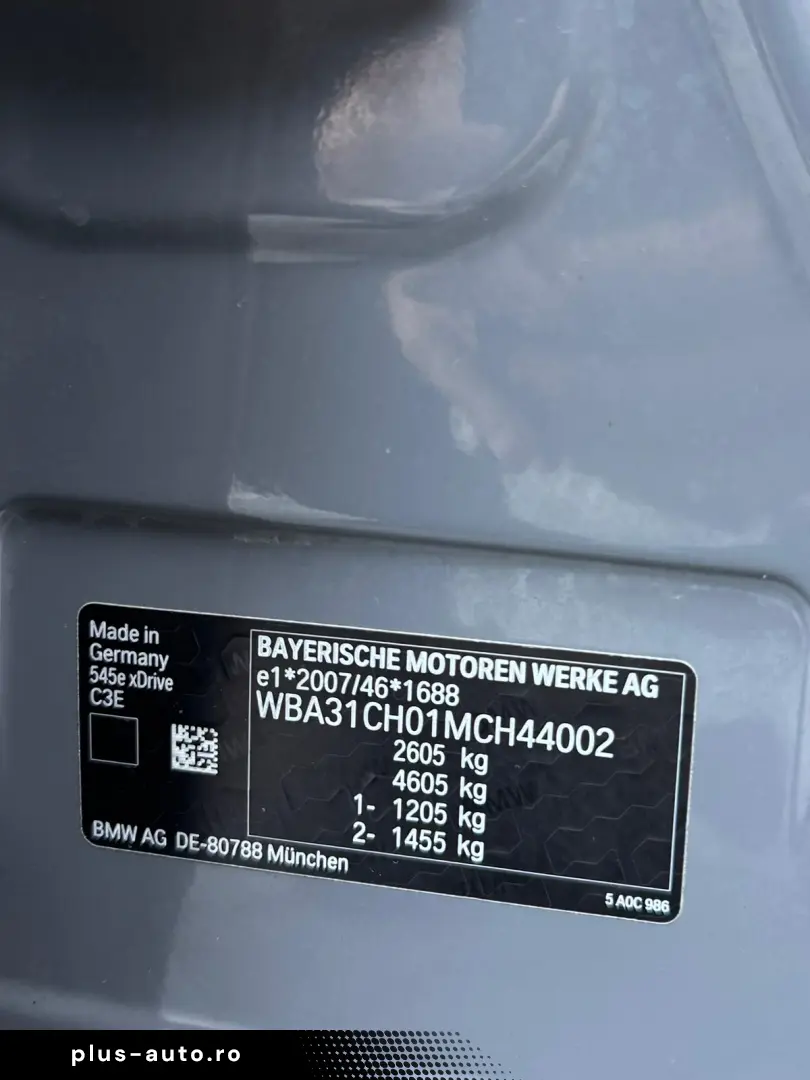 Made in
Germany
545e xDrive
C3E
BAYERISCHE MOTOREN WERKE AG
e1*2007/46*1688
WBA31CH01MCH44002
2605 kg
4605 kg
1- 1205 kg
2- 1455 kg
BMW AG DE-80788 München
5 A0C 986
plus-auto.ro